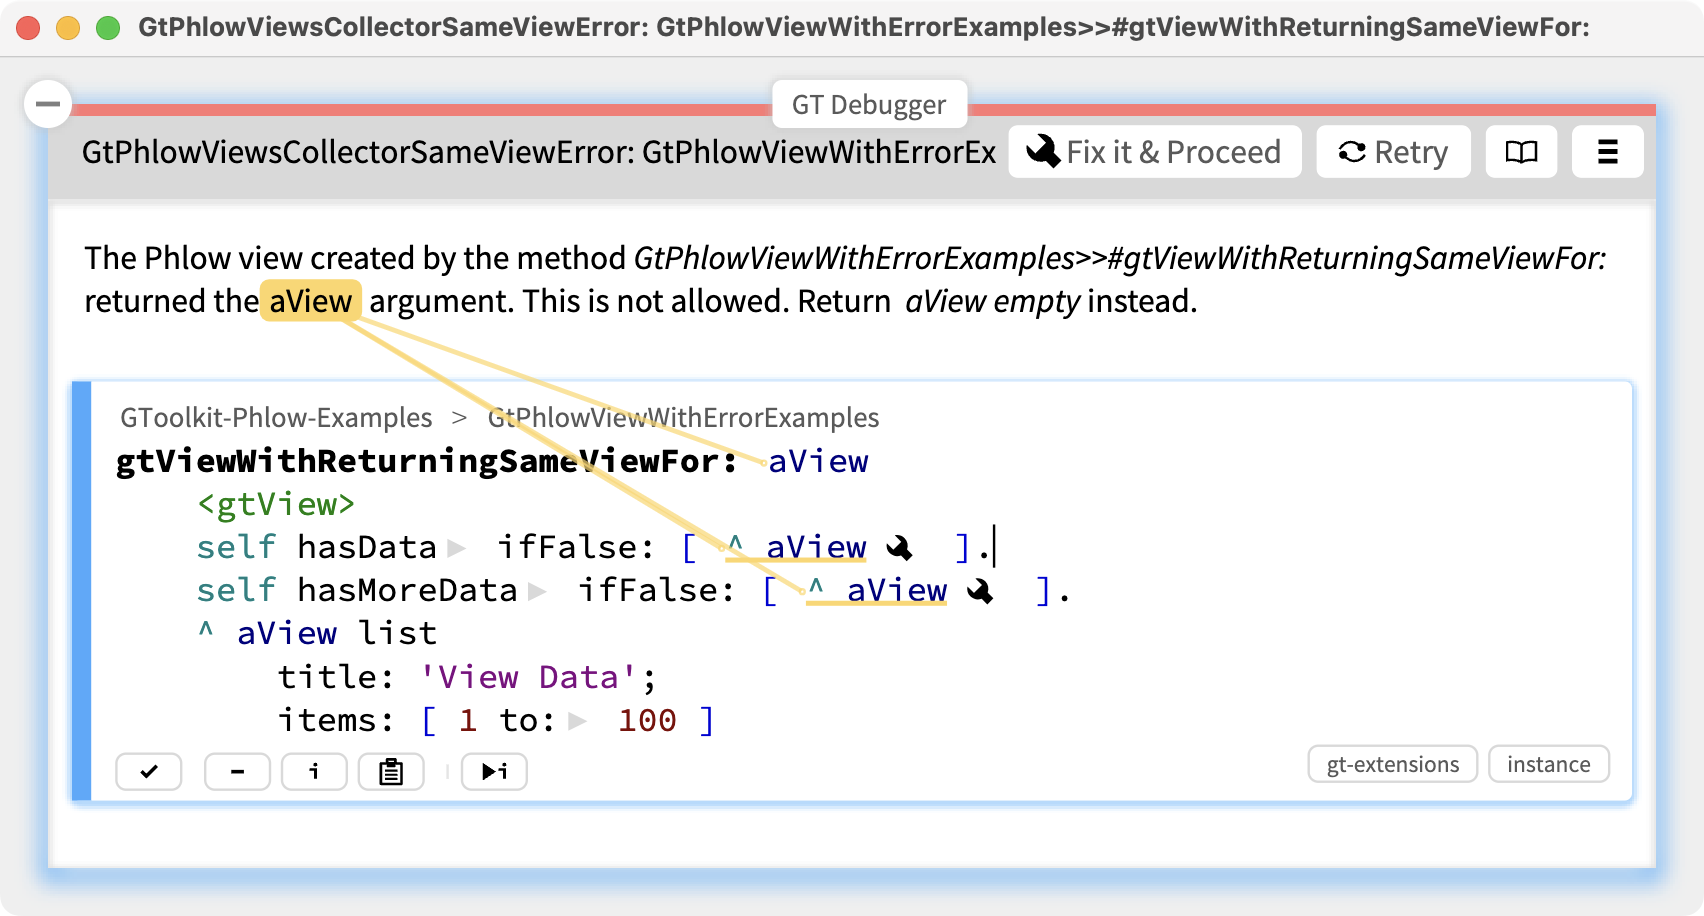 GtPhlowViewsCollectorSameViewError: GtPhlowViewWithErrorExamples>>#gtViewWithReturningSameViewFor:
GT Debugger
GtPhlowViewsCollectorSameViewError: GtPhlowViewWithErrorEx Fix it & Proceed Retry
The Phlow view created by the method GtPhlowViewWithErrorExamples>>#gtViewWithReturningSameViewFor:
returned the aView argument. This is not allowed. Return aView empty instead.
GToolkit-Phlow-Examples > GtPhlowViewWithErrorExamples
gtViewWithReturningSameViewFor: aView
<gtView>
self hasData ifFalse: [ ^ aView ].
self hasMoreData ifFalse: [ ^ aView ].
^ aView list
title: 'View Data';
items: [ 1 to: 100 ]
i i gt-extensions instance